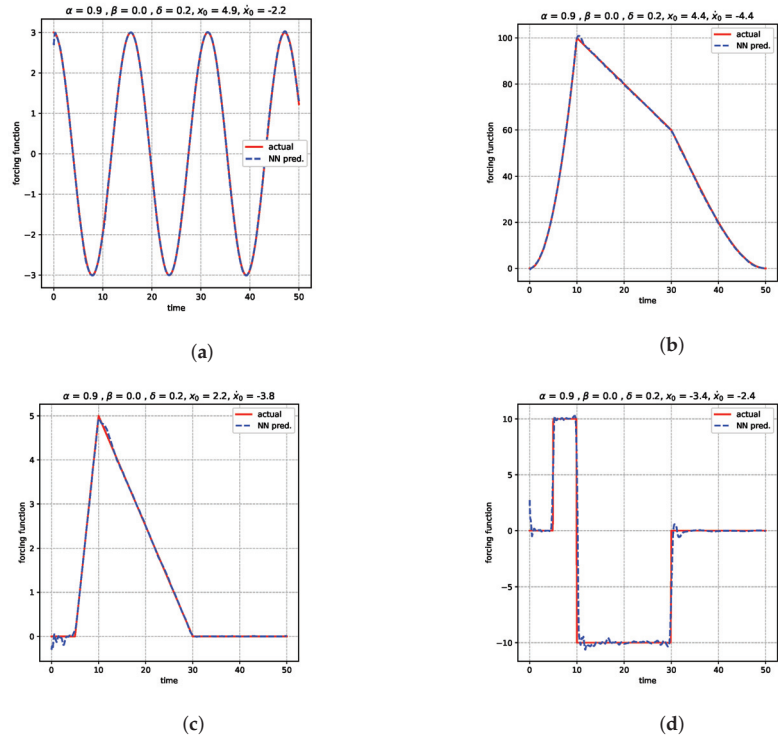 α = 0.9 , β = 0.0 , δ = 0.2, x₀ = 4.9, ẋ₀ = -2.2
3
2
1
0
−1
−2
−3
forcing function
actual
NN pred.
0 10 20 30 40 50
time
(a)
α = 0.9, β = 0.0 , δ = 0.2, x₀ = 4.4, ẋ₀ = -4.4
100
80
60
40
20
0
forcing function
actual
NN pred.
0 10 20 30 40 50
time
(b)
α = 0.9, β = 0.0 , δ = 0.2, x₀ = 2.2, ẋ₀ = -3.8
5
4
3
2
1
0
forcing function
actual
NN pred.
0 10 20 30 40 50
time
(c)
α = 0.9, β = 0.0 , δ = 0.2, x₀ = -3.4, ẋ₀ = -2.4
10
5
0
−5
−10
forcing function
actual
NN pred.
0 10 20 30 40 50
time
(d)